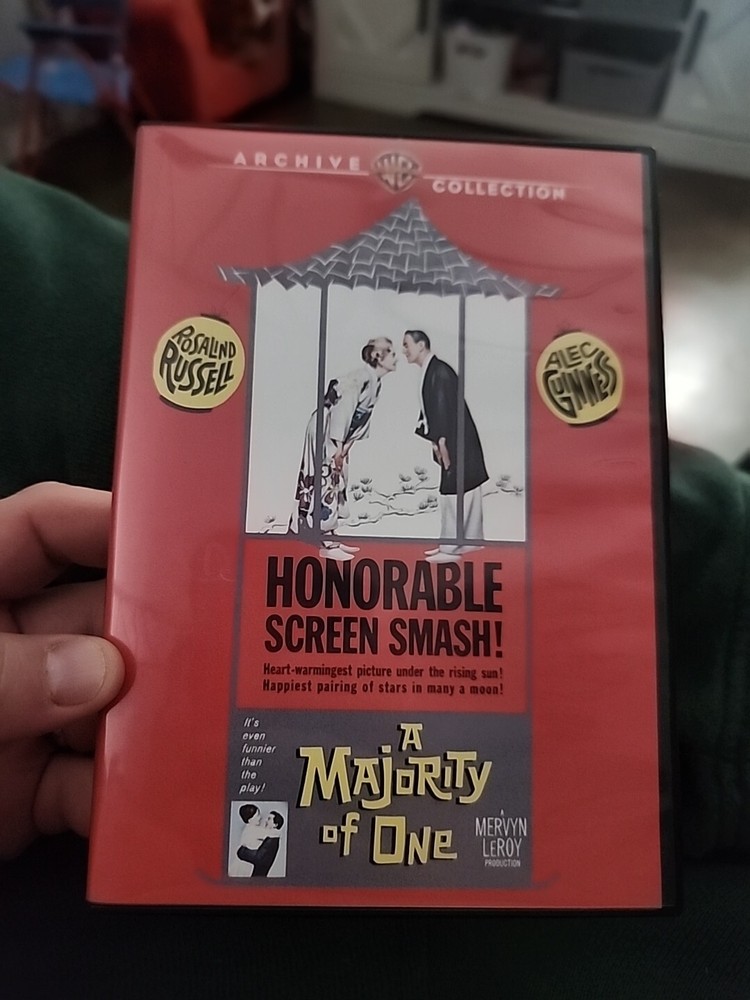 ARCHIVE WB COLLECTION
ROSALIND
RUSSELL
ALEC
GUINNESS
HONORABLE
SCREEN SMASH!
Heart-warmingest picture under the rising sun!
Happiest pairing of stars in many a moon!
It's
even
funnier
than
the
play!
A
MAJORITY
of ONE
A
MERVYN
LEROY
PRODUCTION